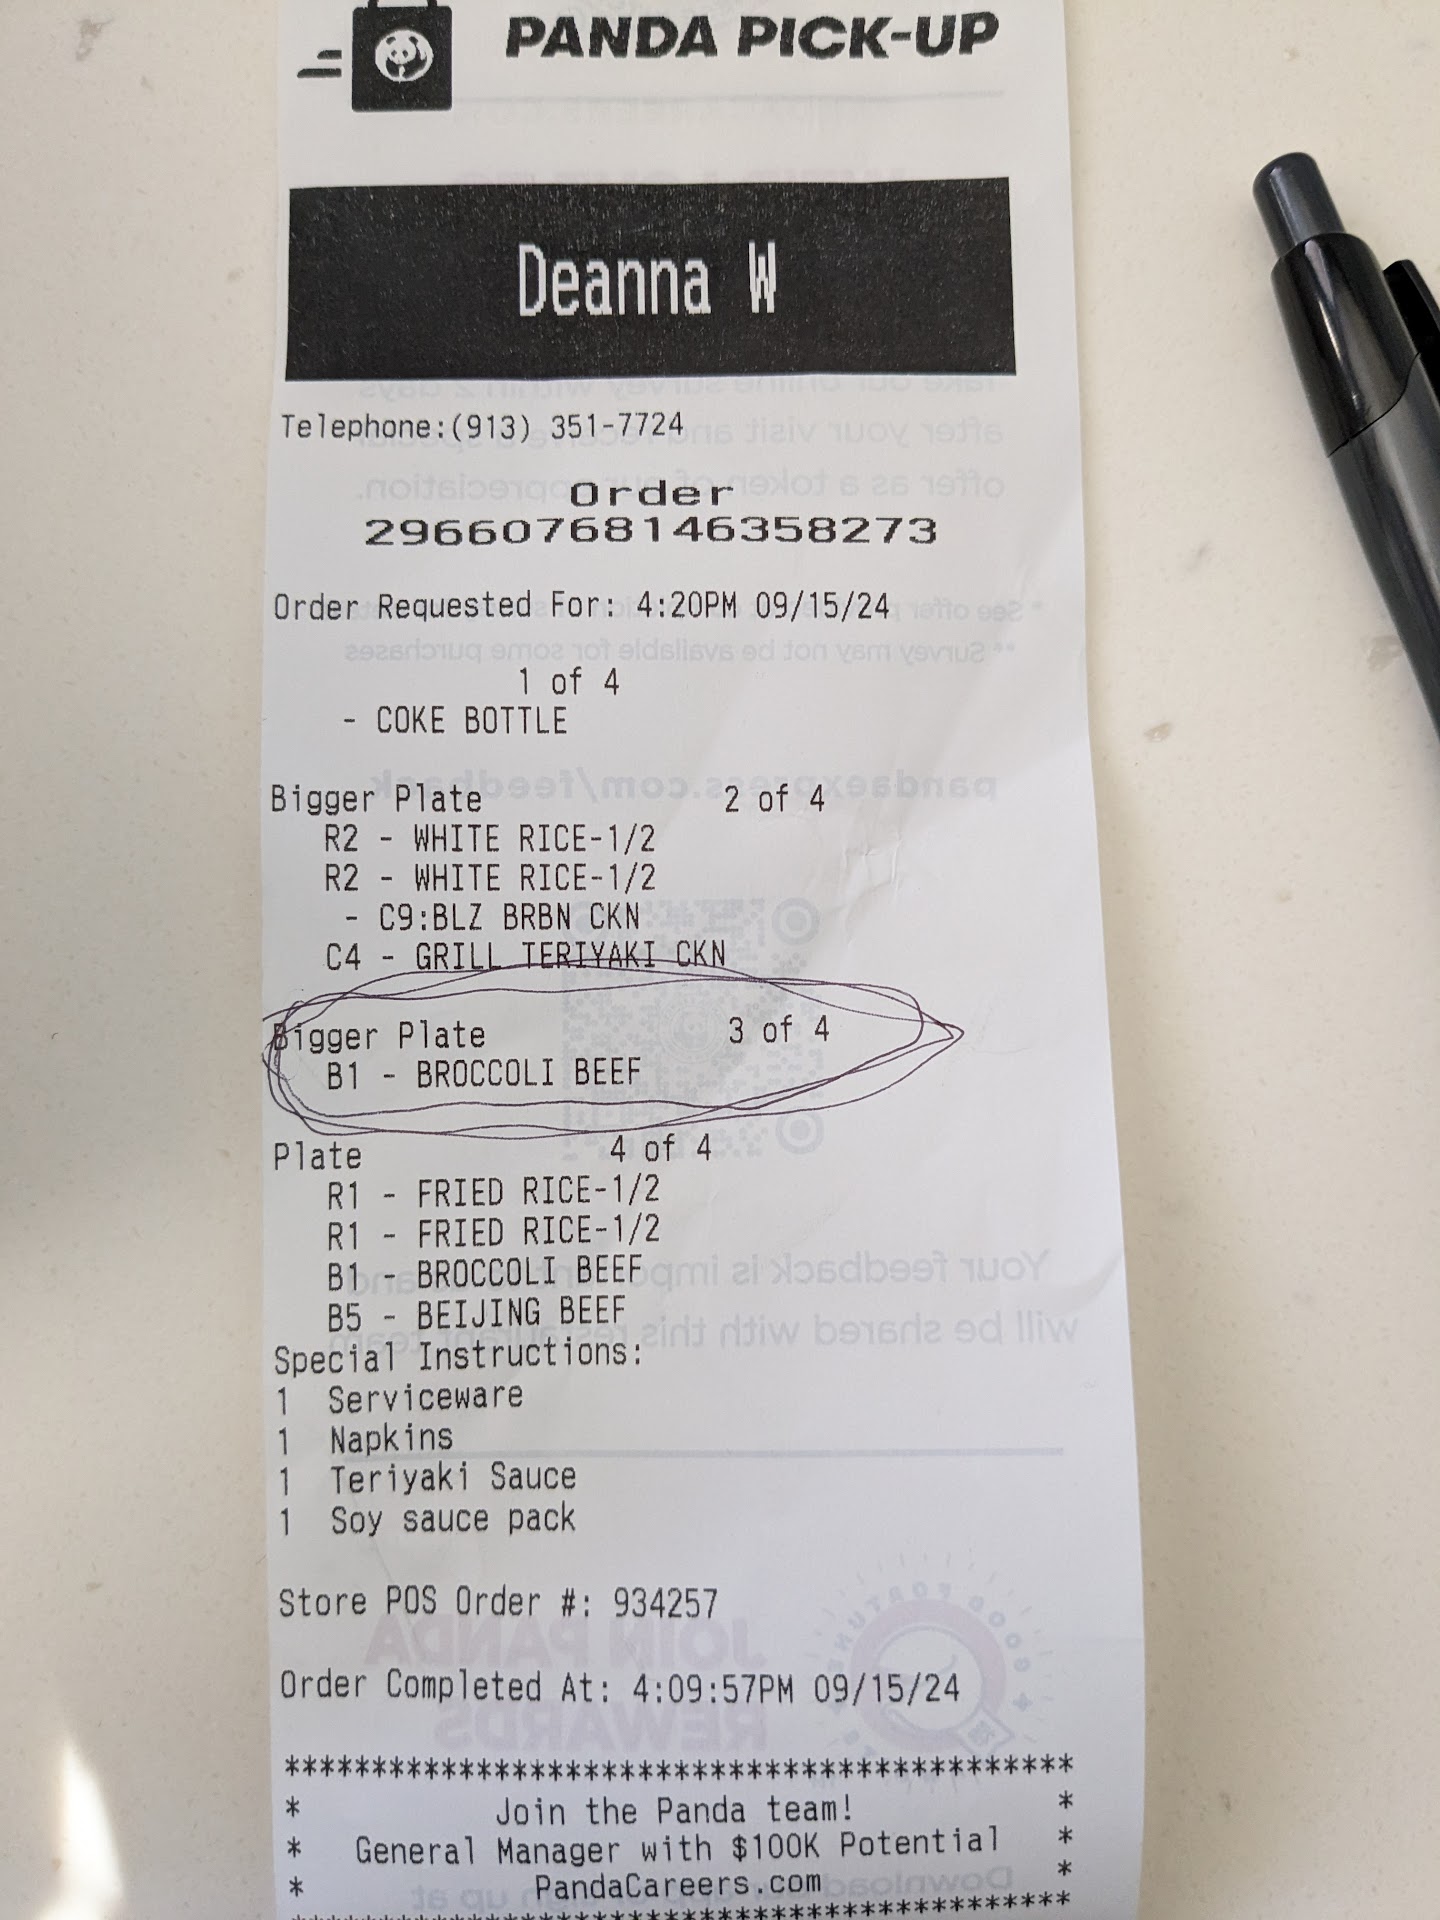 PANDA PICK-UP
Deanna W
Telephone:(913) 351-7724
Order
29660768146358273
Order Requested For: 4:20PM 09/15/24
1 of 4
- COKE BOTTLE
Bigger Plate 2 of 4
R2 - WHITE RICE-1/2
R2 - WHITE RICE-1/2
- C9:BLZ BRBN CKN
C4 - GRILL TERIYAKI CKN
Bigger Plate 3 of 4
B1 - BROCCOLI BEEF
Plate 4 of 4
R1 - FRIED RICE-1/2
R1 - FRIED RICE-1/2
B1 - BROCCOLI BEEF
B5 - BEIJING BEEF
Special Instructions:
1 Serviceware
1 Napkins
1 Teriyaki Sauce
1 Soy sauce pack
Store POS Order #: 934257
Order Completed At: 4:09:57PM 09/15/24
******************************************
* Join the Panda team! *
* General Manager with $100K Potential *
* PandaCareers.com *
******************************************